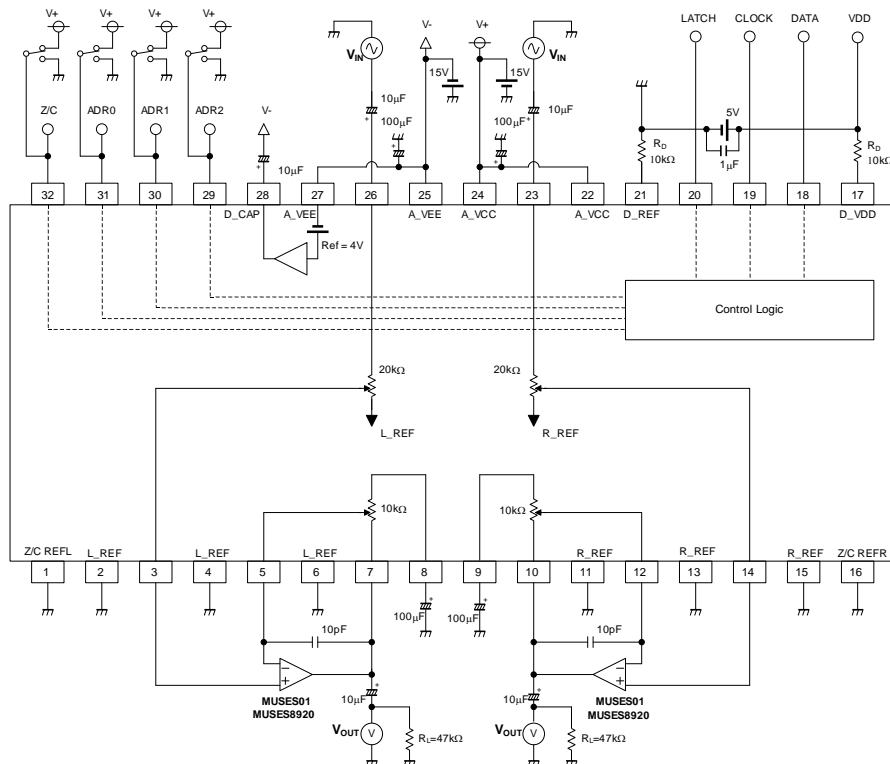 V+ V+ V+ V+ V- V+ LATCH CLOCK DATA VDD
VIN VIN
15V 15V
Z/C ADR0 ADR1 ADR2 V- 10μF 10μF 5V
100μF 100μF
10μF RD 10kΩ 1μF RD 10kΩ
32 31 30 29 28 27 26 25 24 23 22 21 20 19 18 17
D_CAP A_VEE A_VEE A_VCC A_VCC D_REF D_VDD
Ref = 4V
Control Logic
20kΩ 20kΩ
L_REF R_REF
10kΩ 10kΩ
Z/C REFL L_REF L_REF L_REF R_REF R_REF R_REF Z/C REFR
1 2 3 4 5 6 7 8 9 10 11 12 13 14 15 16
+ +
100μF 100μF
10pF 10pF
− −
+ +
MUSES01 MUSES01
MUSES8920 MUSES8920
10μF 10μF
VOUT V RL=47kΩ VOUT V RL=47kΩ